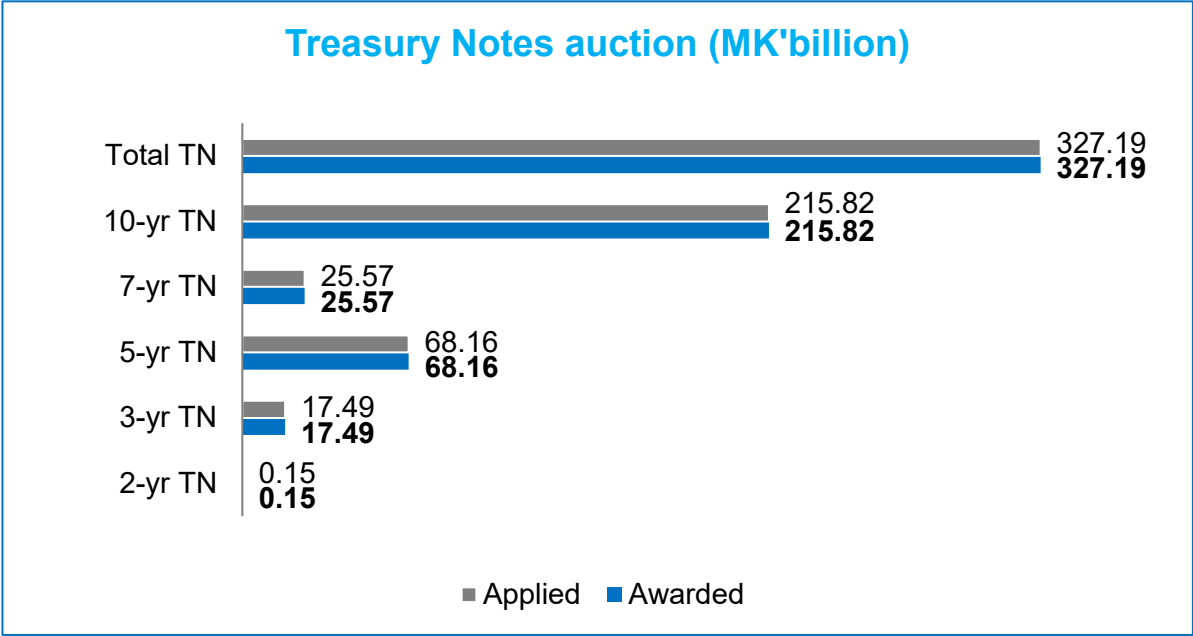 Treasury Notes auction (MK'billion)
Total TN
327.19
327.19
10-yr TN
215.82
215.82
7-yr TN
25.57
25.57
5-yr TN
68.16
68.16
3-yr TN
17.49
17.49
2-yr TN
0.15
0.15
Applied Awarded